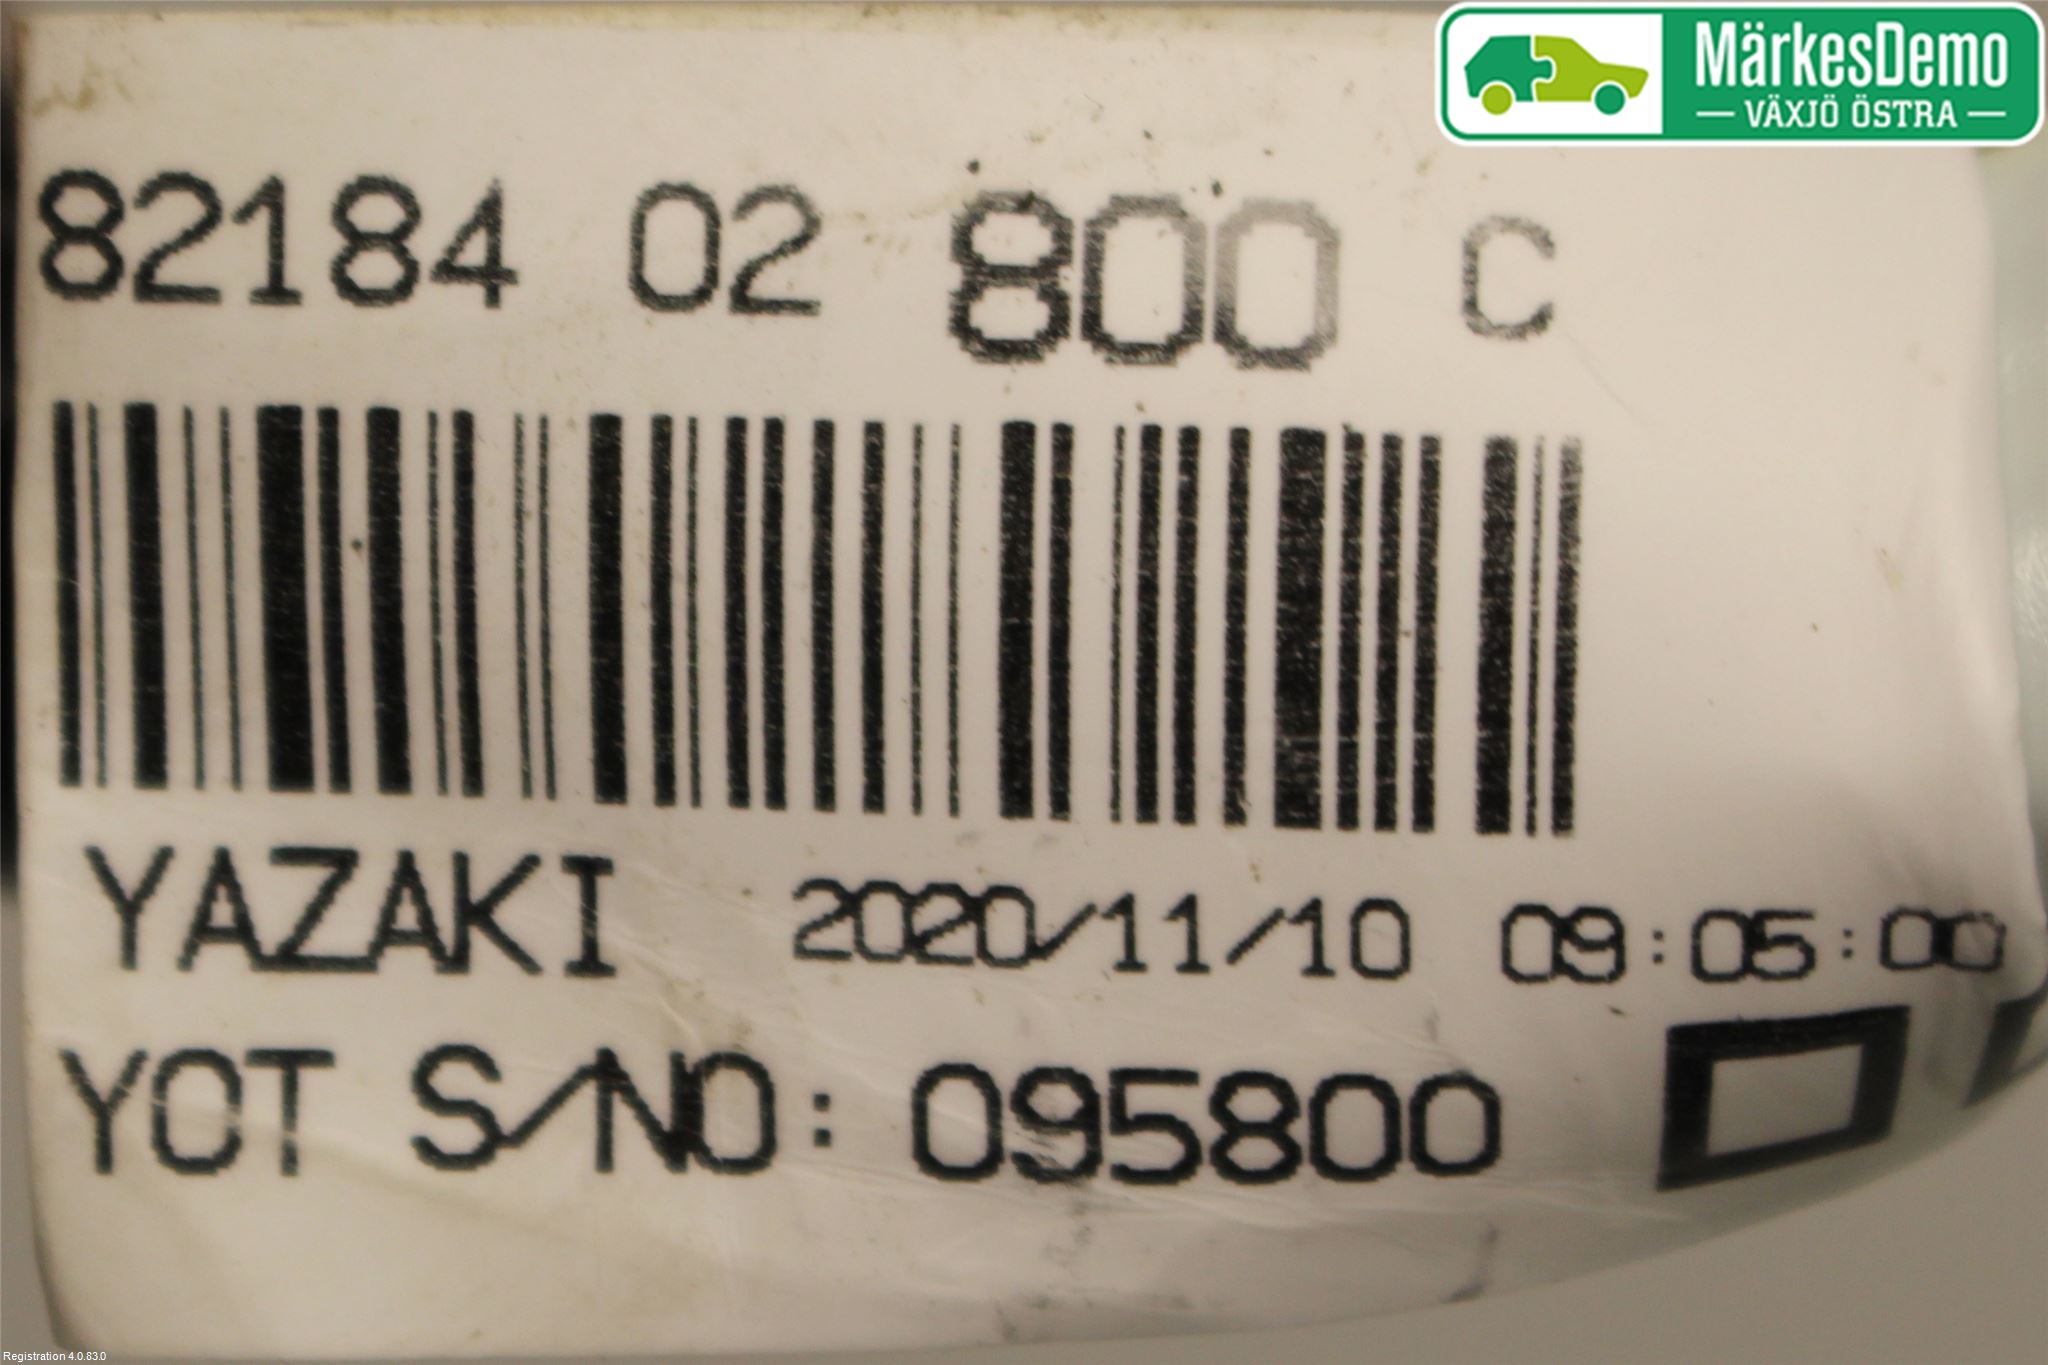 MärkesDemo
VÄXJÖ ÖSTRA
82184 02 800 C
YAZAKI 2020/11/10 09:05:00
YOT S/NO: 095800
Registration 4.0.83.0